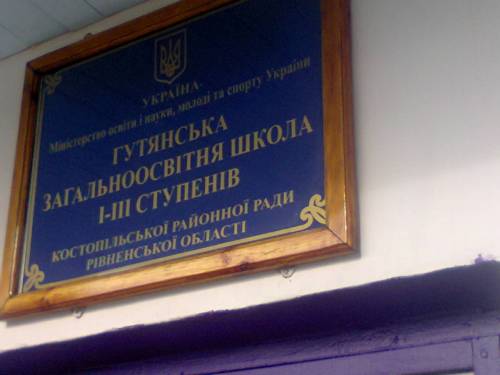 УКРАЇНА
Міністерство освіти і науки, молоді та спорту України
ГУТЯНСЬКА
ЗАГАЛЬНООСВІТНЯ ШКОЛА
І-ІІІ СТУПЕНІВ
КОСТОПІЛЬСЬКОЇ РАЙОННОЇ РАДИ
РІВНЕНСЬКОЇ ОБЛАСТІ